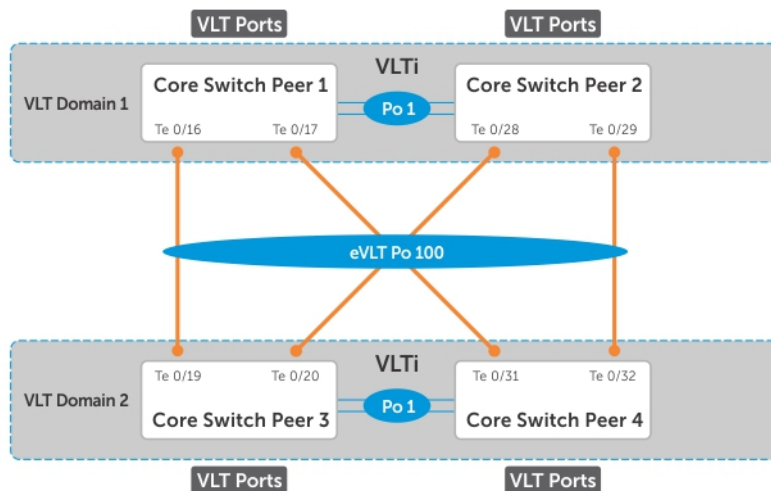 VLT Ports
VLT Ports
VLTi
VLT Domain 1
Core Switch Peer 1
Core Switch Peer 2
Po 1
Te 0/16
Te 0/17
Te 0/28
Te 0/29
eVLT Po 100
VLTi
Te 0/19
Te 0/20
Te 0/31
Te 0/32
VLT Domain 2
Po 1
Core Switch Peer 3
Core Switch Peer 4
VLT Ports
VLT Ports